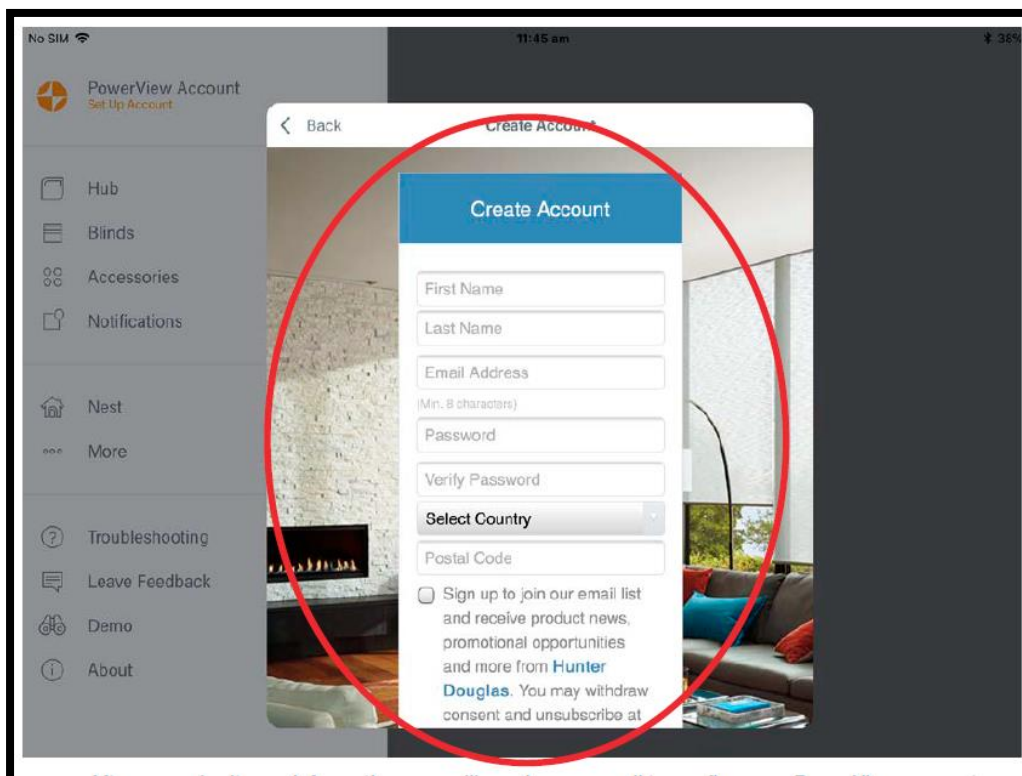 No SIM
11:45 am
38%
PowerView Account
Set Up Account
Back
Create Account
Hub
Blinds
Accessories
Notifications
Nest
More
Troubleshooting
Leave Feedback
Demo
About
Create Account
First Name
Last Name
Email Address
(Min. 8 characters)
Password
Verify Password
Select Country
Postal Code
Sign up to join our email list
and receive product news,
promotional opportunities
and more from Hunter
Douglas. You may withdraw
consent and unsubscribe at